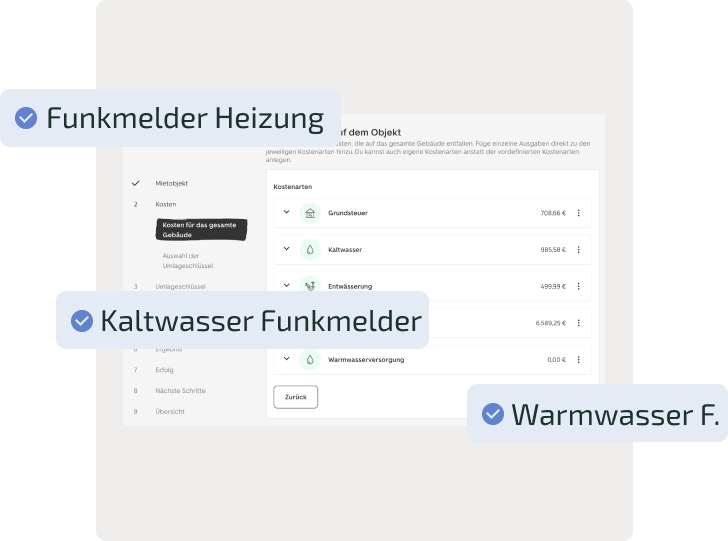 Funkmelder Heizung
uf dem Objekt
sten, die auf das gesamte Gebäude entfallen. Füge einzelne Ausgaben direkt zu den
jeweiligen Kostenarten hinzu. Du kannst auch eigene Kostenarten anstatt der vordefinierten Kostenarten
anlegen.
Mietobjekt
2 Kosten
Kosten für das gesamte
Gebäude
Auswahl der
Umlageschlüssel
3 Umlageschlüssel
Kostenarten
Grundsteuer 708,66 €
Kaltwasser 985,58 €
Entwässerung 499,99 €
Kaltwasser Funkmelder
6.589,25 €
Warmwasserversorgung 0,00 €
6 Ergebnis
7 Erfolg
8 Nächste Schritte
9 Übersicht
Zurück
Warmwasser F.